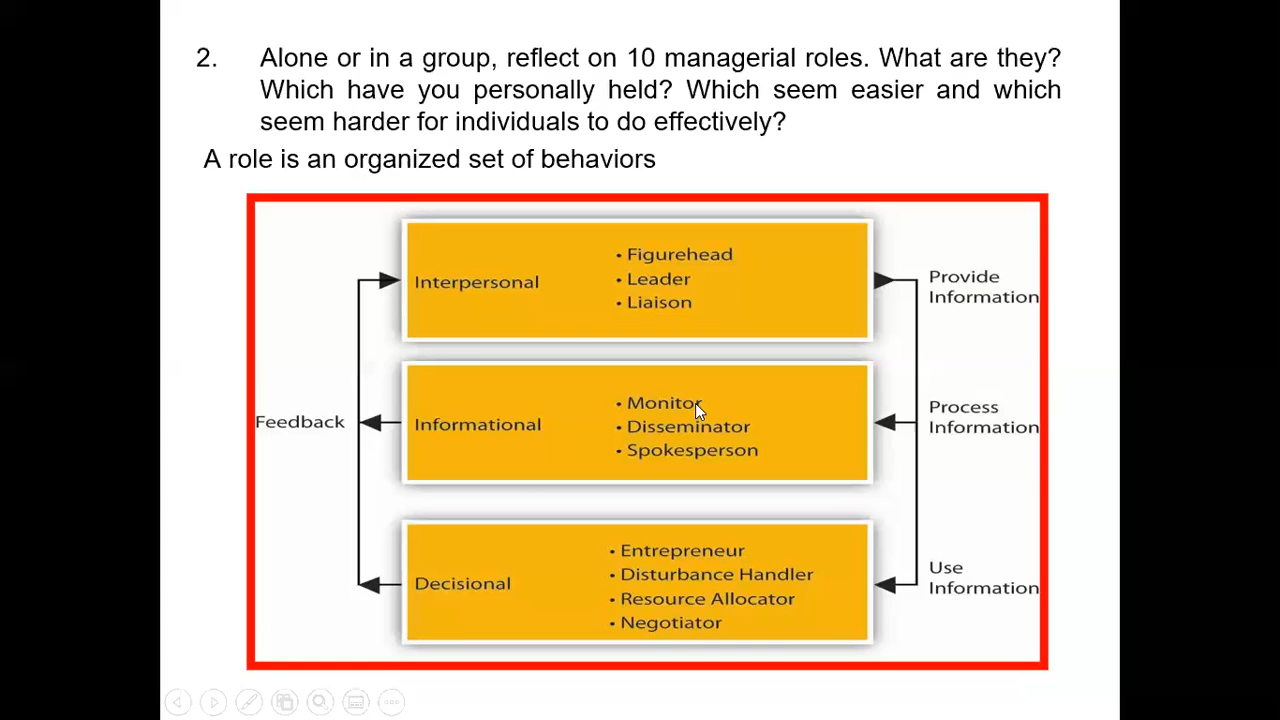 2. Alone or in a group, reflect on 10 managerial roles. What are they?
Which have you personally held? Which seem easier and which
seem harder for individuals to do effectively?
A role is an organized set of behaviors
Interpersonal
• Figurehead
• Leader
• Liaison
Provide
Information
Feedback
Informational
• Monitor
• Disseminator
• Spokesperson
Process
Information
Decisional
• Entrepreneur
• Disturbance Handler
• Resource Allocator
• Negotiator
Use
Information